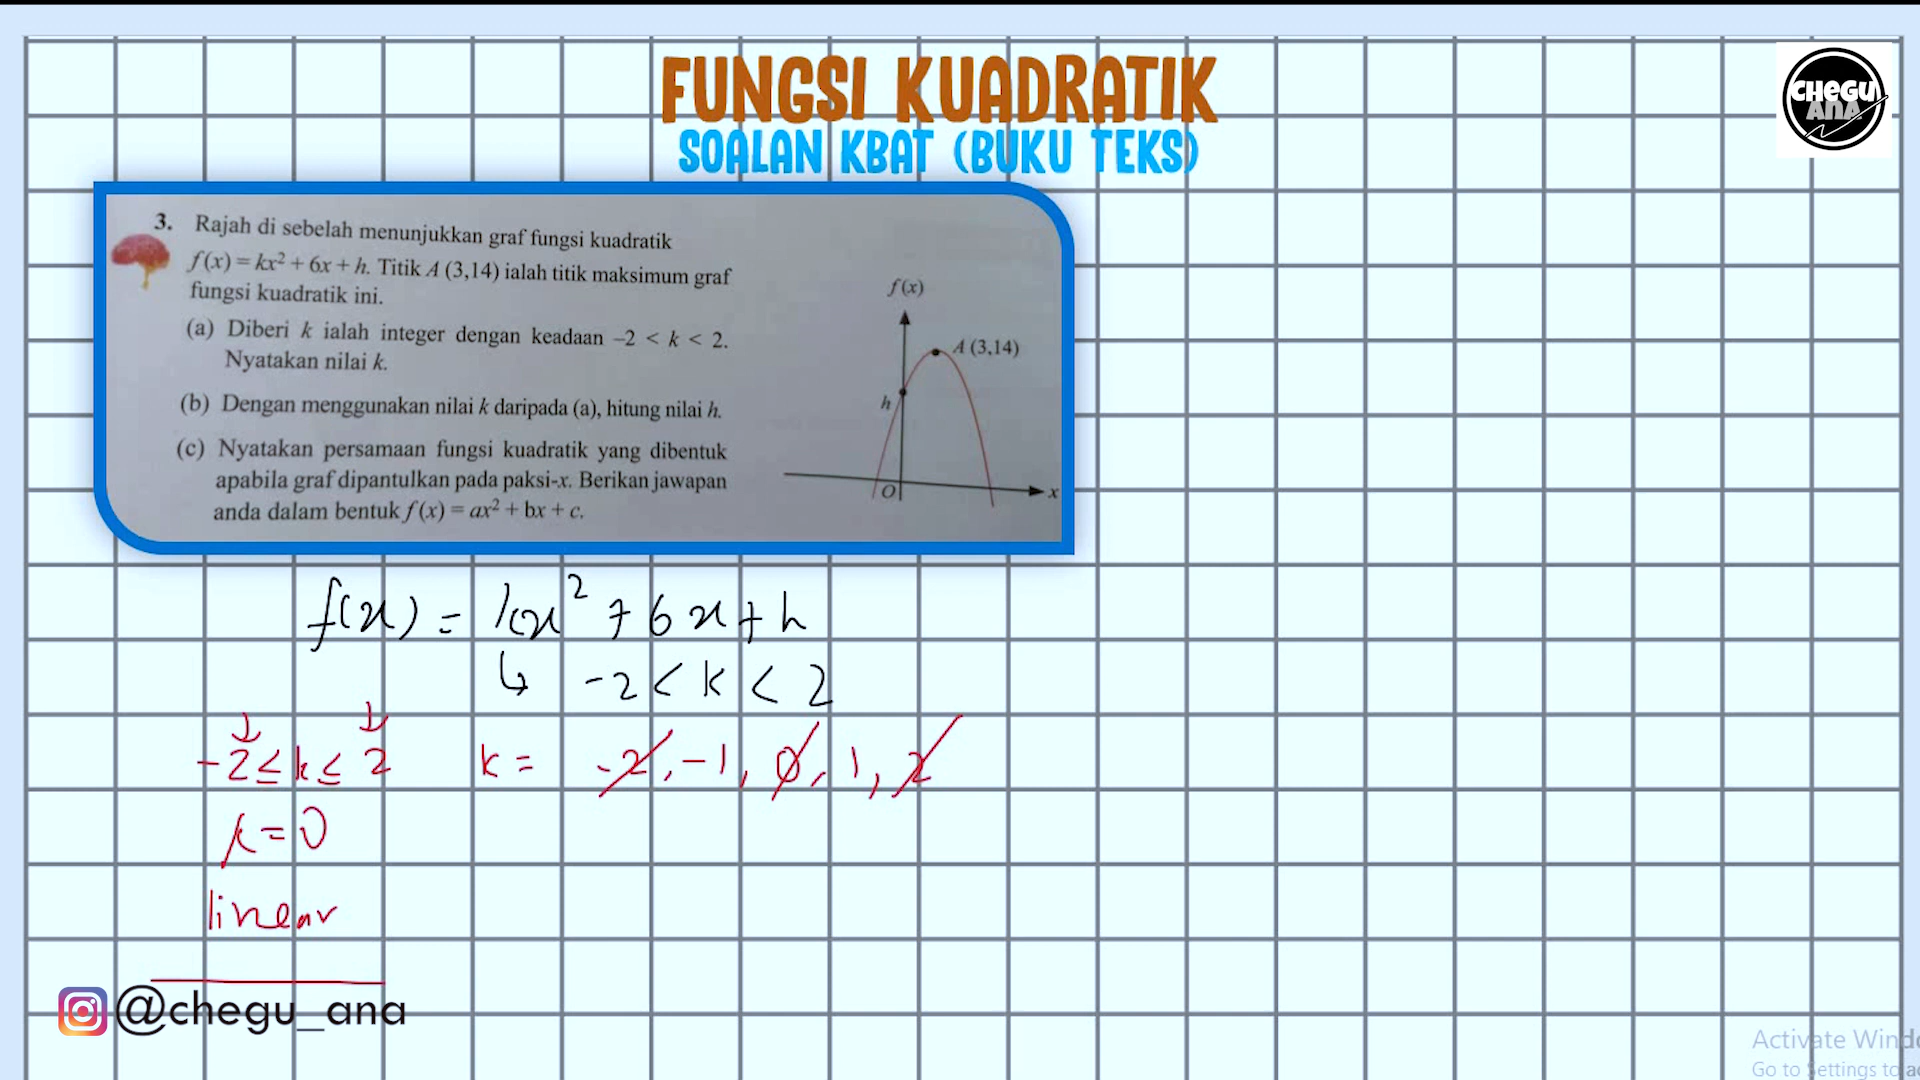 FUNGSI KUADRATIK
SOALAN KBAT (BUKU TEKS)
CHEGU
ANA
3. Rajah di sebelah menunjukkan graf fungsi kuadratik
f(x) = kx² + 6x + h. Titik A (3,14) ialah titik maksimum graf
fungsi kuadratik ini.
(a) Diberi k ialah integer dengan keadaan –2 < k < 2.
Nyatakan nilai k.
(b) Dengan menggunakan nilai k daripada (a), hitung nilai h.
(c) Nyatakan persamaan fungsi kuadratik yang dibentuk
apabila graf dipantulkan pada paksi-x. Berikan jawapan
anda dalam bentuk f(x) = ax² + bx + c.
f(x)
A (3,14)
h
O
x
f(x) = kx² + 6x + h
↳ -2 < k < 2
-2 ≤ k ≤ 2
k = -2, -1, 0, 1, 2
k = 0
linear
@chegu_ana
Activate Windo
Go to Settings to ac